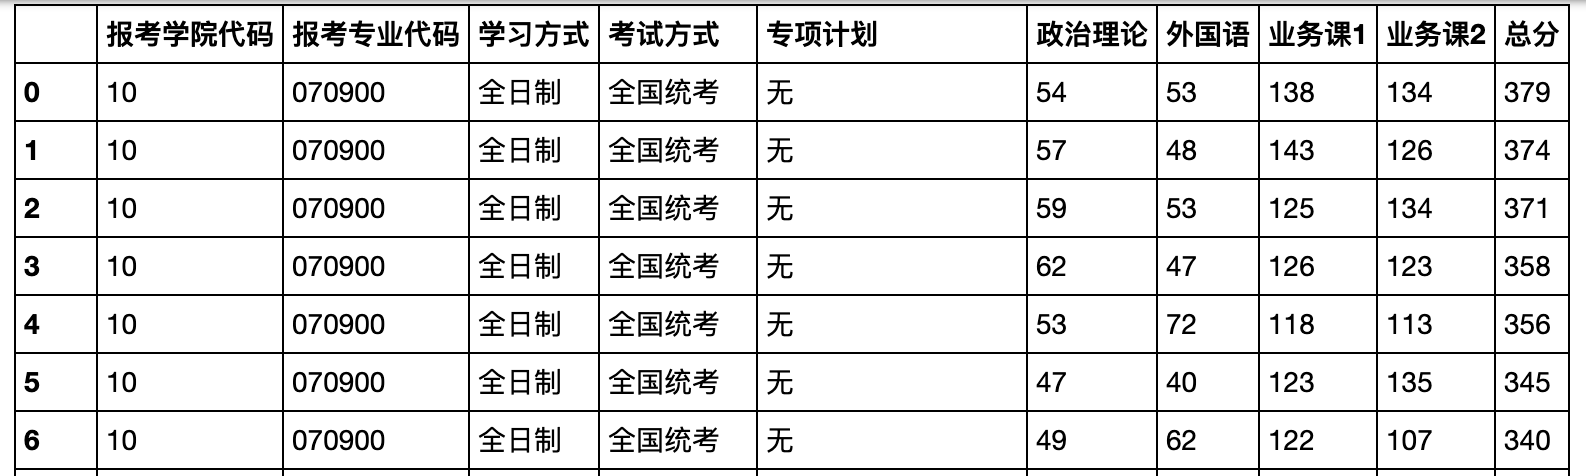 报考学院代码 报考专业代码 学习方式 考试方式 专项计划 政治理论 外国语 业务课1 业务课2 总分
0 10 070900 全日制 全国统考 无 54 53 138 134 379
1 10 070900 全日制 全国统考 无 57 48 143 126 374
2 10 070900 全日制 全国统考 无 59 53 125 134 371
3 10 070900 全日制 全国统考 无 62 47 126 123 358
4 10 070900 全日制 全国统考 无 53 72 118 113 356
5 10 070900 全日制 全国统考 无 47 40 123 135 345
6 10 070900 全日制 全国统考 无 49 62 122 107 340